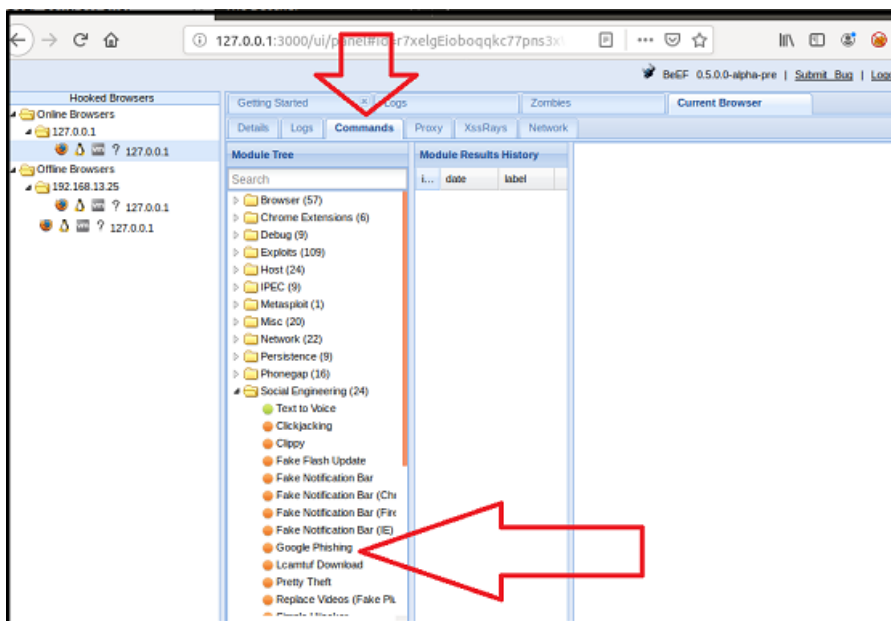 127.0.0.1:3000/ui/panel#id=r7xelgEioboqqkc77pns3x
BeEF 0.5.0.0-alpha-pre | Submit Bug |
Hooked Browsers
Online Browsers
127.0.0.1
? 127.0.0.1
Offline Browsers
192.168.13.25
? 127.0.0.1
? 127.0.0.1
Getting Started
Logs
Zombies
Current Browser
Details
Logs
Commands
Proxy
XssRays
Network
Module Tree
Search
Browser (57)
Chrome Extensions (6)
Debug (9)
Exploits (109)
Host (24)
IPEC (9)
Metasploit (1)
Misc (20)
Network (22)
Persistence (9)
Phonegap (16)
Social Engineering (24)
Text to Voice
Clickjacking
Clippy
Fake Flash Update
Fake Notification Bar
Fake Notification Bar (Chr
Fake Notification Bar (Fire
Fake Notification Bar (IE)
Google Phishing
Lcamtuf Download
Pretty Theft
Replace Videos (Fake Plu
Module Results History
i... date label